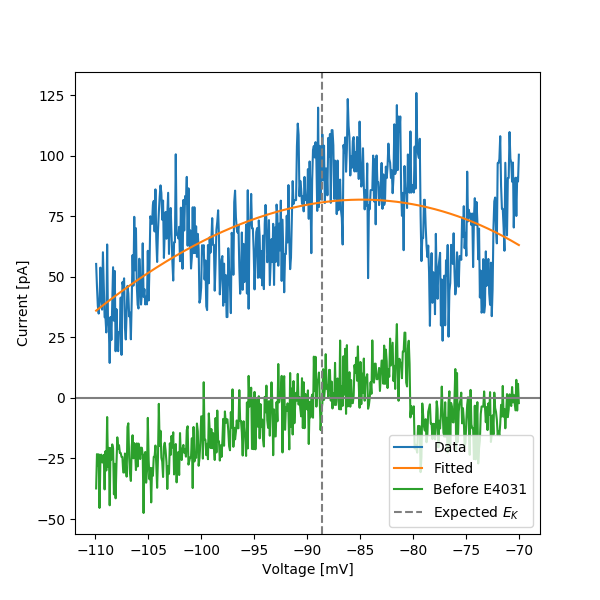 125
100
75
50
25
0
−25
−50
Current [pA]
−110
−105
−100
−95
−90
−85
−80
−75
−70
Voltage [mV]
Data
Fitted
Before E4031
Expected E_K